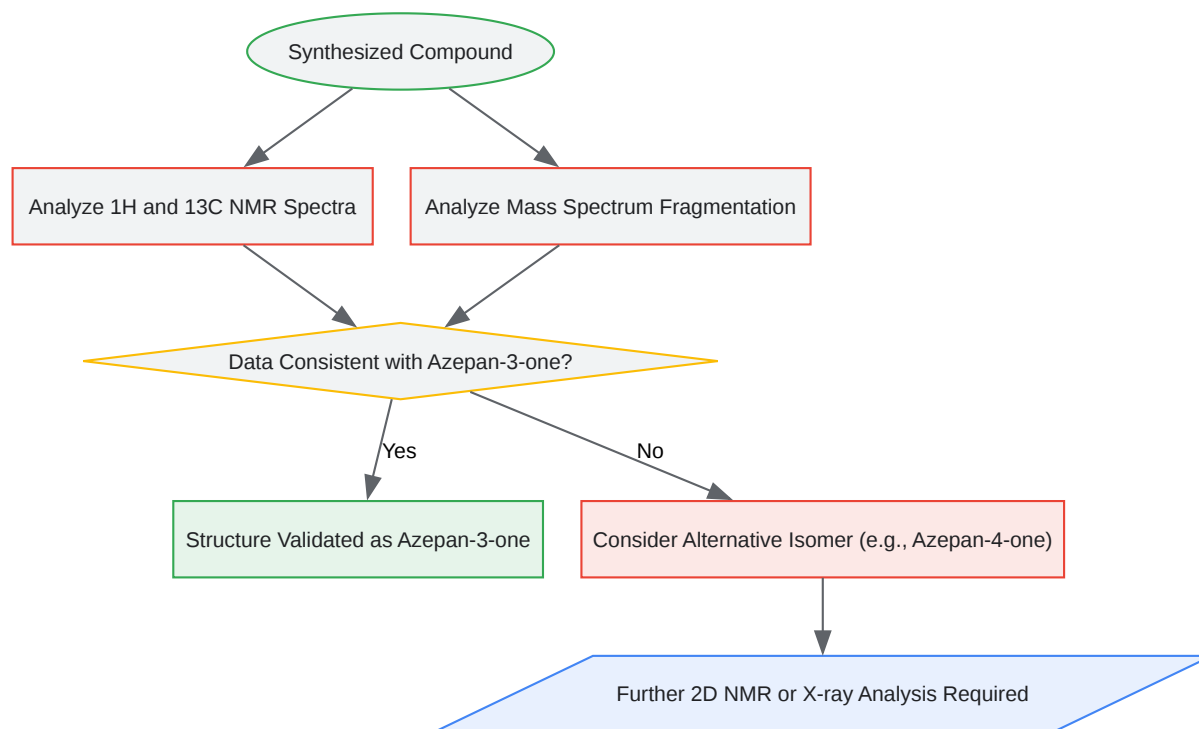 Synthesized Compound
Analyze 1H and 13C NMR Spectra
Analyze Mass Spectrum Fragmentation
Data Consistent with Azepan-3-one?
Yes
No
Structure Validated as Azepan-3-one
Consider Alternative Isomer (e.g., Azepan-4-one)
Further 2D NMR or X-ray Analysis Required